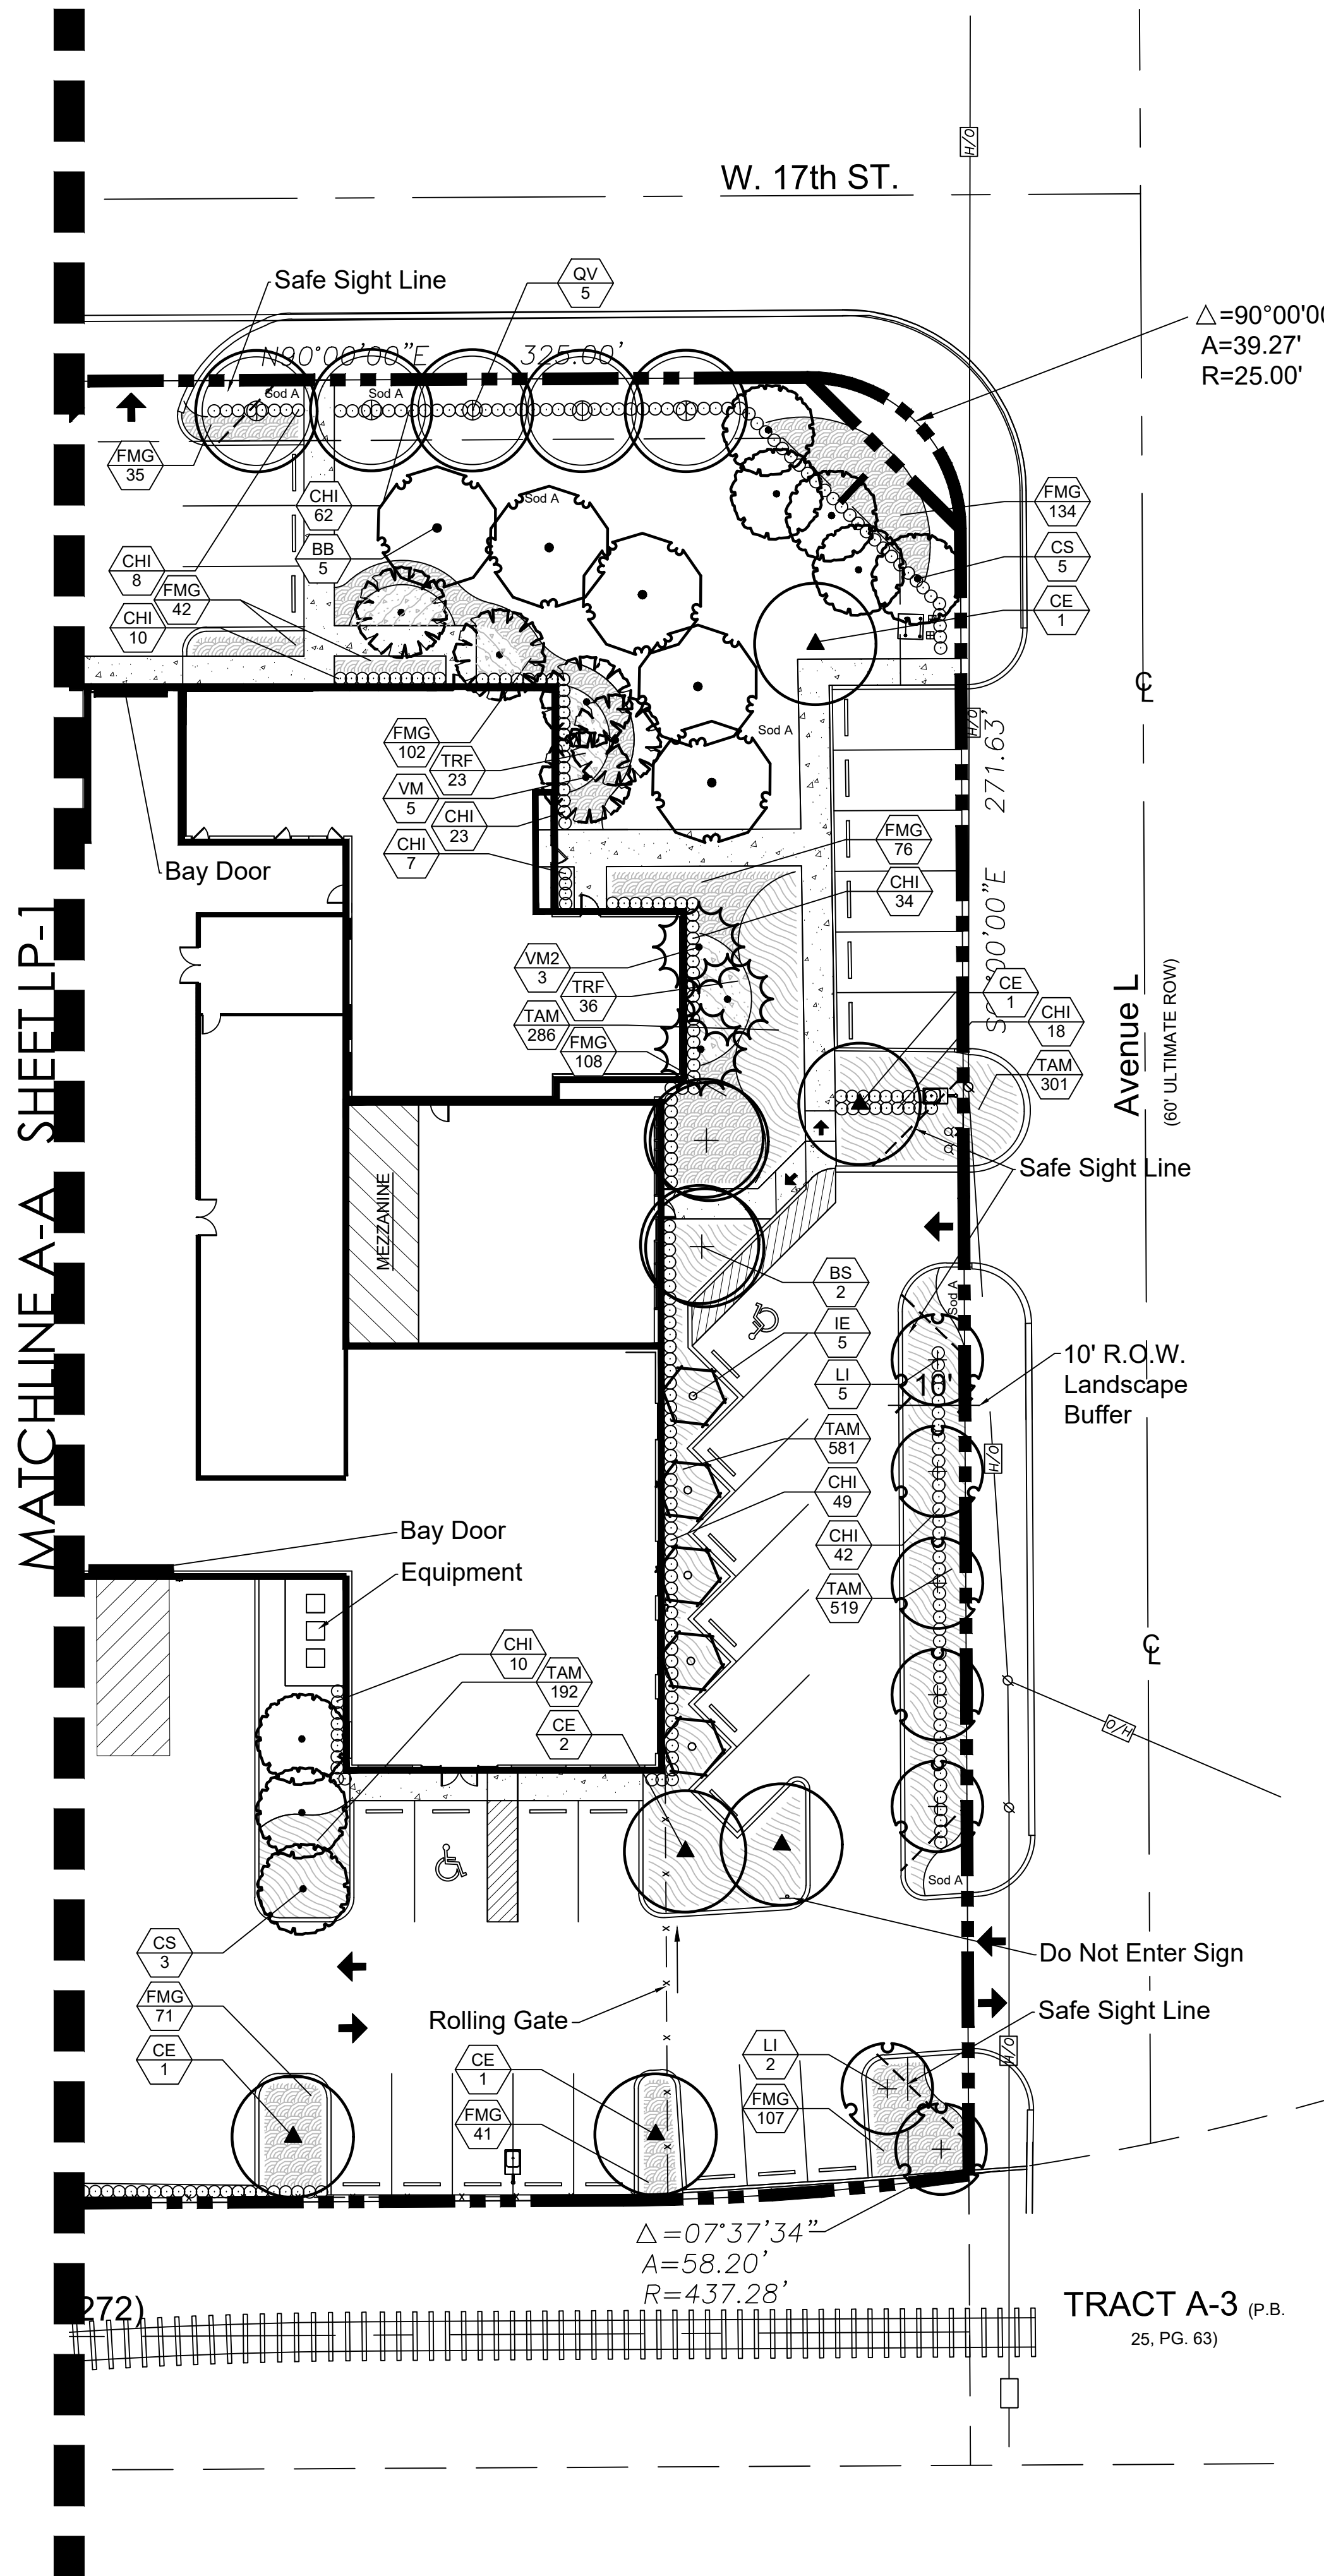 W. 17th ST.
H/O
Safe Sight Line
QV
5
△=90°00'00
A=39.27'
R=25.00'
N90°00'00"E
325.00'
Sod A
Sod A
FMG
35
CHI
62
Sod A
FMG
134
BB
5
CS
5
CHI
8
FMG
42
CE
1
CHI
10
℄
H/O
271.63'
FMG
102
TRF
23
Sod A
VM
5
CHI
23
CHI
7
FMG
76
Bay Door
CHI
34
MATCHLINE A-A SHEET LP-1
00'00"E
VM2
3
TRF
36
CE
1
TAM
286
CHI
18
FMG
108
TAM
301
Avenue L
(60' ULTIMATE ROW)
Safe Sight Line
MEZZANINE
BS
2
Sod A
IE
5
LI
5
10'
10' R.O.W.
Landscape
Buffer
TAM
581
H/O
CHI
49
Bay Door
CHI
42
Equipment
TAM
519
CHI
10
℄
TAM
192
CE
2
H/O
Sod A
CS
3
Do Not Enter Sign
FMG
71
Rolling Gate
Safe Sight Line
CE
1
CE
1
LI
2
H/O
FMG
41
FMG
107
△=07°37'34"
A=58.20'
R=437.28'
272)
TRACT A-3 (P.B.
25, PG. 63)